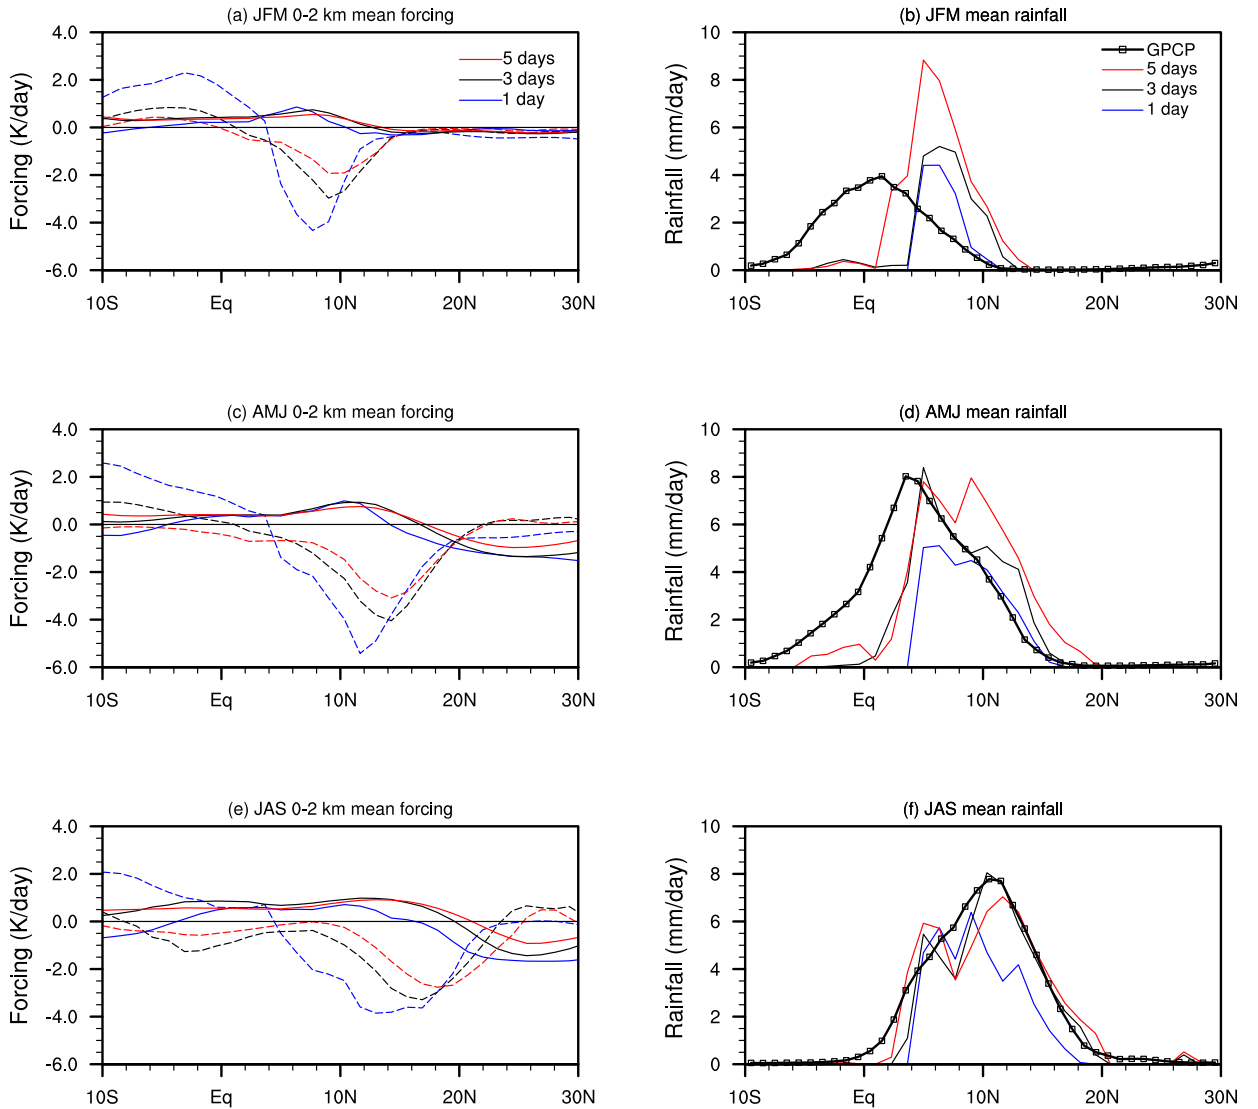 (a) JFM 0-2 km mean forcing
Forcing (K/day)
4.0
2.0
0.0
-2.0
-4.0
-6.0
10S Eq 10N 20N 30N
5 days
3 days
1 day
(b) JFM mean rainfall
Rainfall (mm/day)
10
8
6
4
2
0
10S Eq 10N 20N 30N
GPCP
5 days
3 days
1 day
(c) AMJ 0-2 km mean forcing
Forcing (K/day)
4.0
2.0
0.0
-2.0
-4.0
-6.0
10S Eq 10N 20N 30N
(d) AMJ mean rainfall
Rainfall (mm/day)
10
8
6
4
2
0
10S Eq 10N 20N 30N
(e) JAS 0-2 km mean forcing
Forcing (K/day)
4.0
2.0
0.0
-2.0
-4.0
-6.0
10S Eq 10N 20N 30N
(f) JAS mean rainfall
Rainfall (mm/day)
10
8
6
4
2
0
10S Eq 10N 20N 30N